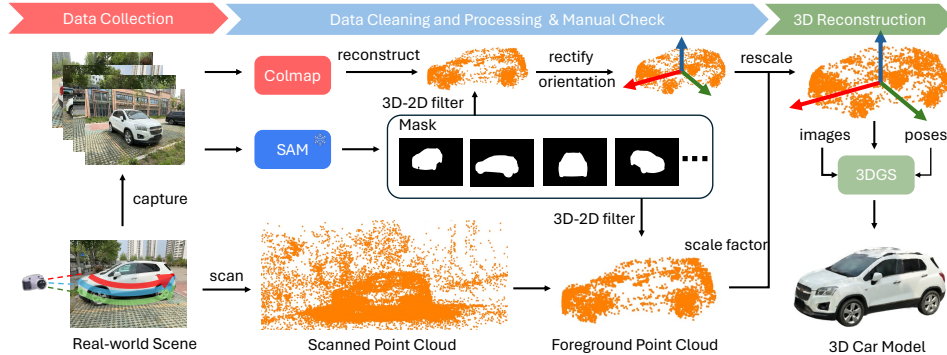 Data Collection
Data Cleaning and Processing & Manual Check
3D Reconstruction
Colmap
reconstruct
rectify
orientation
rescale
3D-2D filter
Mask
SAM
images
poses
3DGS
capture
3D-2D filter
scan
scale factor
Real-world Scene
Scanned Point Cloud
Foreground Point Cloud
3D Car Model